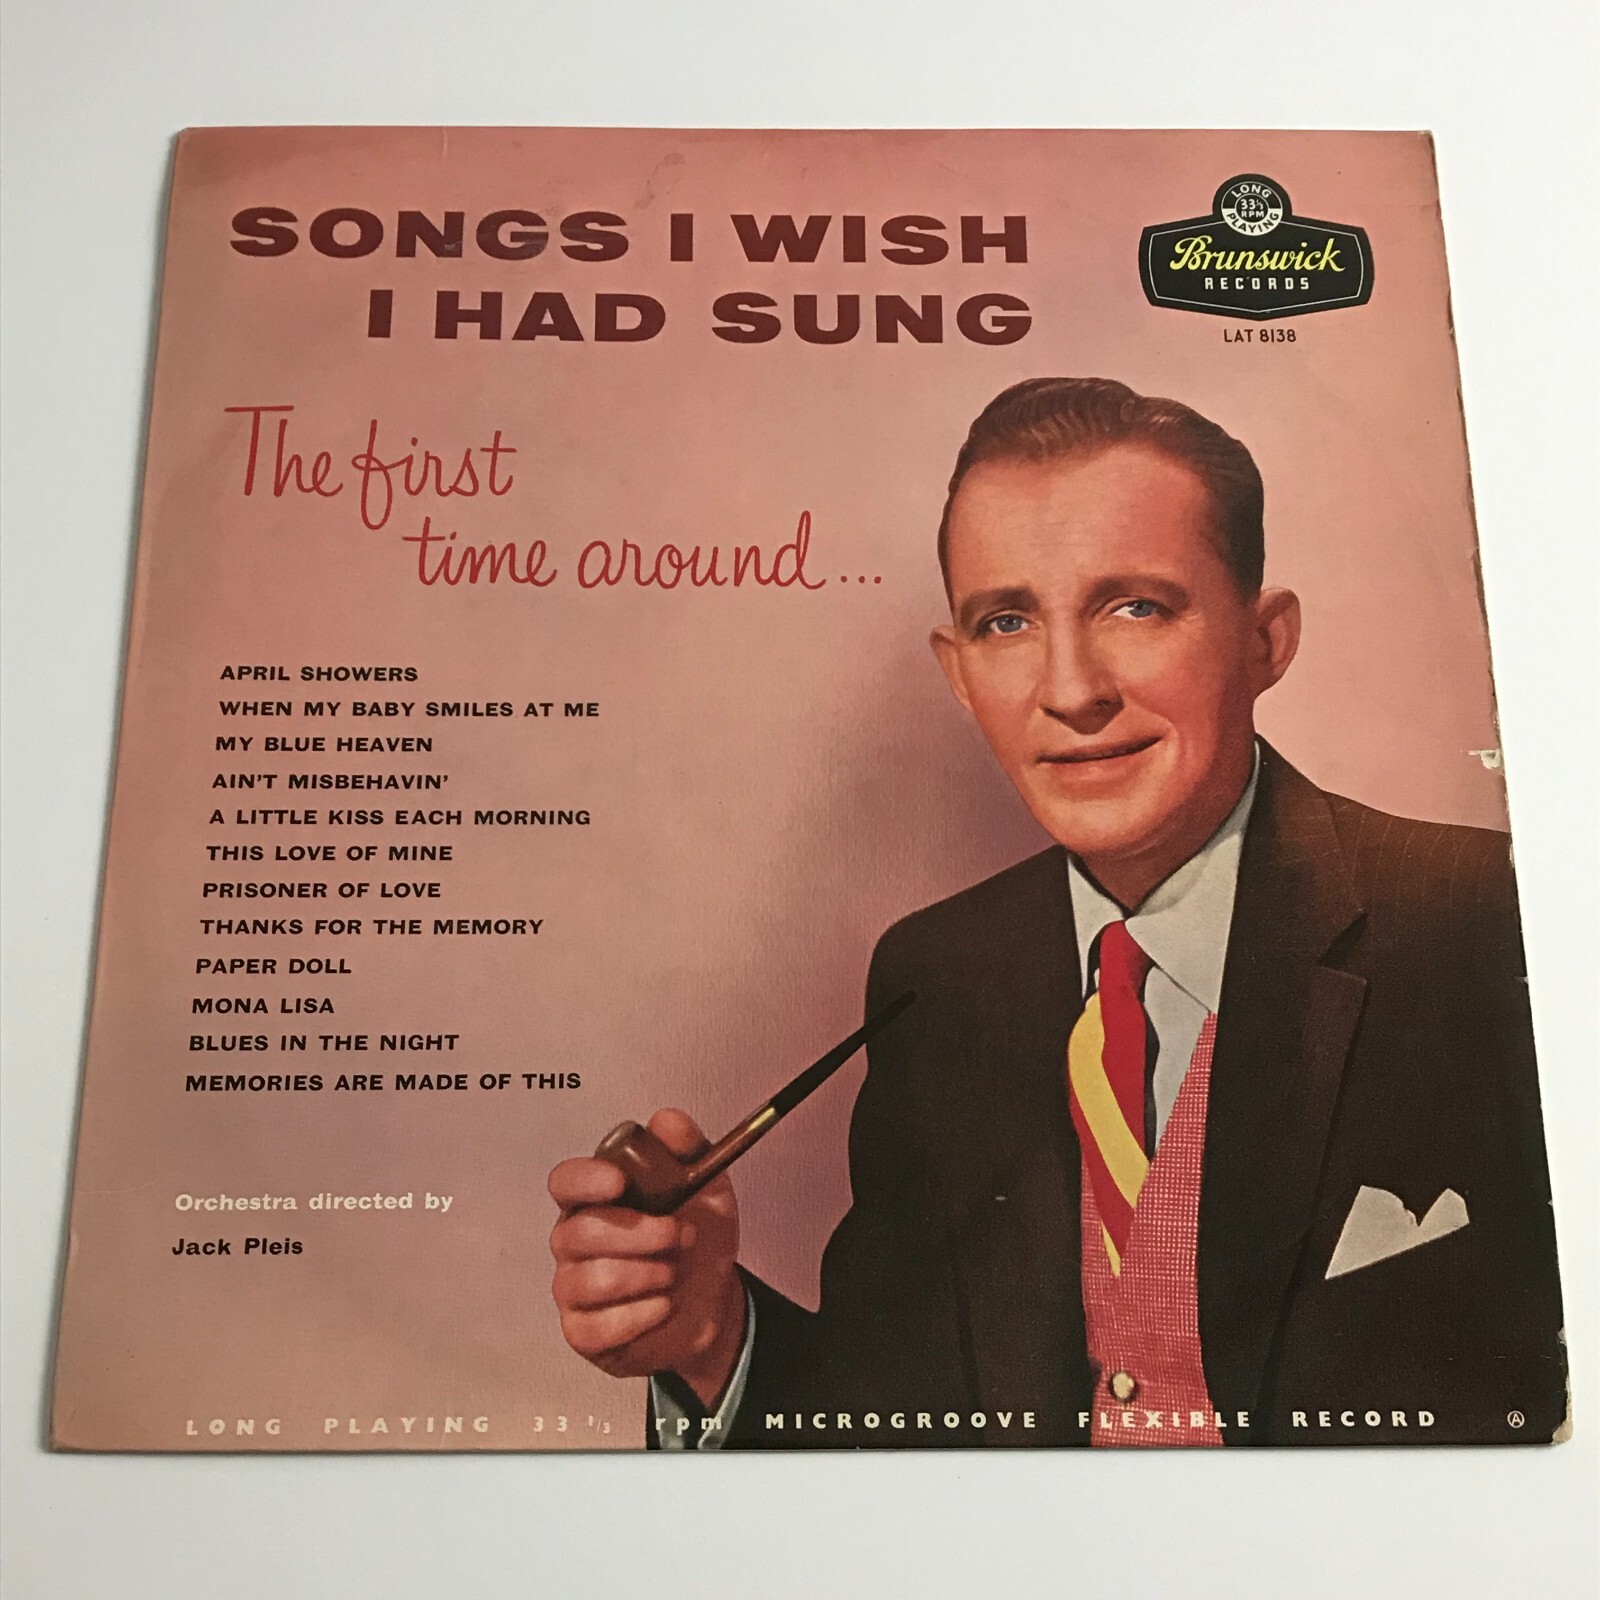 SONGS I WISH
I HAD SUNG
LONG
33⅓
RPM
PLAYING
Brunswick
RECORDS
LAT 8138
The first
time around...
APRIL SHOWERS
WHEN MY BABY SMILES AT ME
MY BLUE HEAVEN
AIN'T MISBEHAVIN'
A LITTLE KISS EACH MORNING
THIS LOVE OF MINE
PRISONER OF LOVE
THANKS FOR THE MEMORY
PAPER DOLL
MONA LISA
BLUES IN THE NIGHT
MEMORIES ARE MADE OF THIS
Orchestra directed by
Jack Pleis
LONG PLAYING 33 1/3 rpm MICROGROOVE FLEXIBLE RECORD Ⓐ